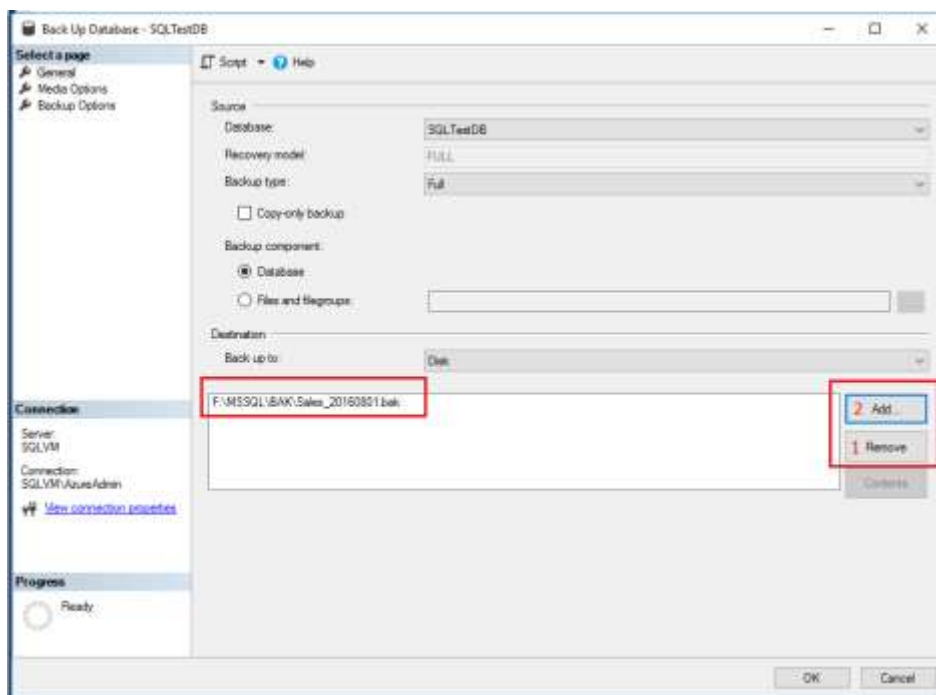 Back Up Database - SQLTestDB
Select a page
General
Media Options
Backup Options
Script
Help
Source
Database:
SQLTestDB
Recovery model:
FULL
Backup type:
Full
Copy-only backup
Backup component:
Database
Files and filegroups:
Destination
Back up to:
Disk
F:\MSSQL\BAK\Sales_20160801.bak
2 Add...
1 Remove
Contents
Connection
Server:
SQLVM
Connection:
SQLVM\AzureAdmin
View connection properties
Progress
Ready
OK
Cancel